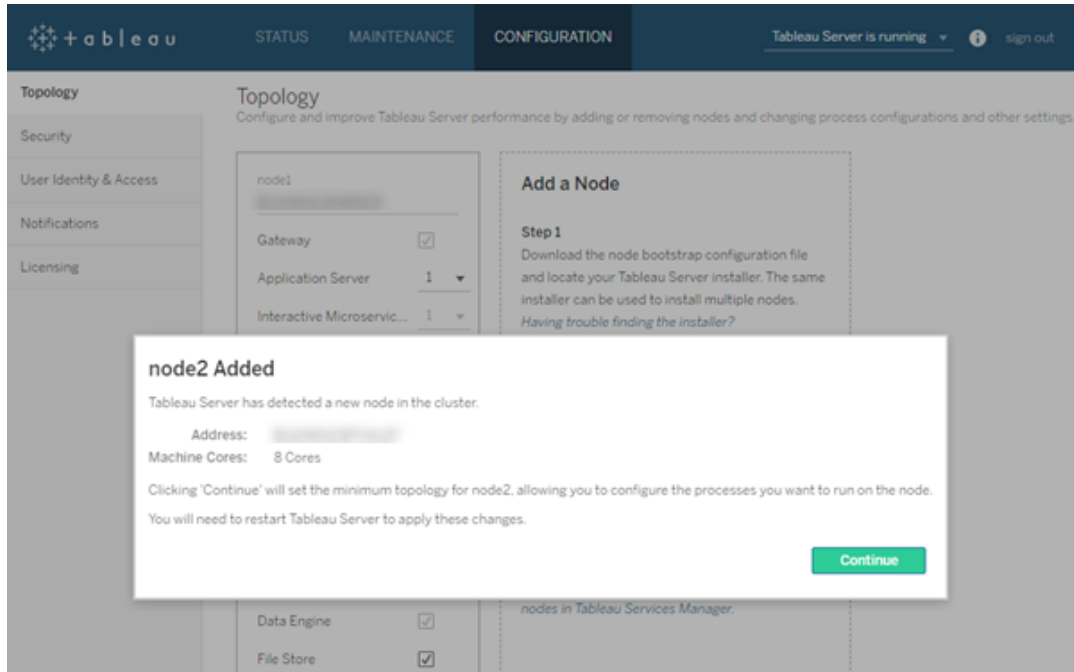 + a b | e a u
STATUS MAINTENANCE CONFIGURATION Tableau Server is running sign out
Topology
Security
User Identity & Access
Notifications
Licensing
Topology
Configure and improve Tableau Server performance by adding or removing nodes and changing process configurations and other settings
node1
Gateway
Application Server 1
Interactive Microservic... 1
Add a Node
Step 1
Download the node bootstrap configuration file
and locate your Tableau Server installer. The same
installer can be used to install multiple nodes.
Having trouble finding the installer?
node2 Added
Tableau Server has detected a new node in the cluster.
Address:
Machine Cores: 8 Cores
Clicking 'Continue' will set the minimum topology for node2, allowing you to configure the processes you want to run on the node.
You will need to restart Tableau Server to apply these changes.
Continue
Data Engine
File Store
nodes in Tableau Services Manager.